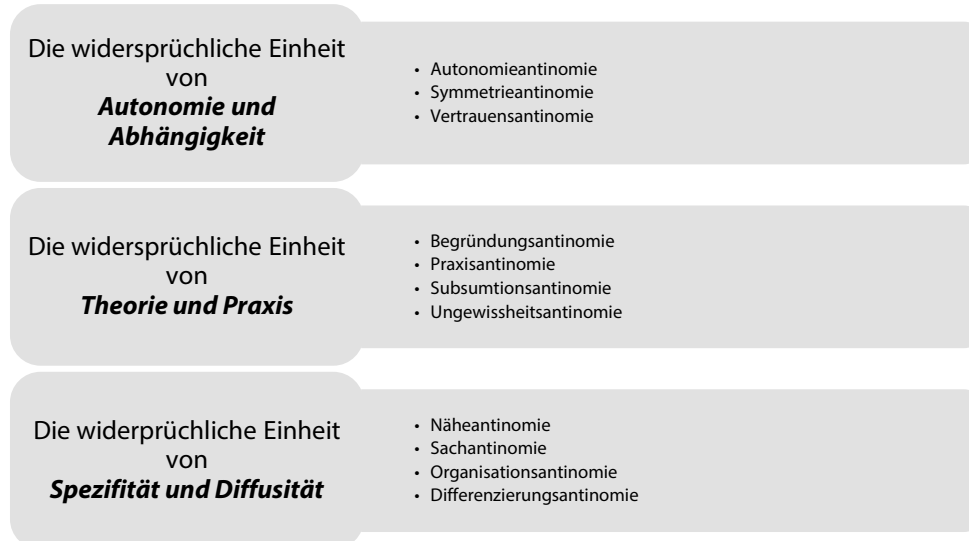 Die widersprüchliche Einheit
von
Autonomie und
Abhängigkeit
• Autonomieantinomie
• Symmetrieantinomie
• Vertrauensantinomie
Die widersprüchliche Einheit
von
Theorie und Praxis
• Begründungsantinomie
• Praxisantinomie
• Subsumtionsantinomie
• Ungewissheitsantinomie
Die widerprüchliche Einheit
von
Spezifität und Diffusität
• Näheantinomie
• Sachantinomie
• Organisationsantinomie
• Differenzierungsantinomie